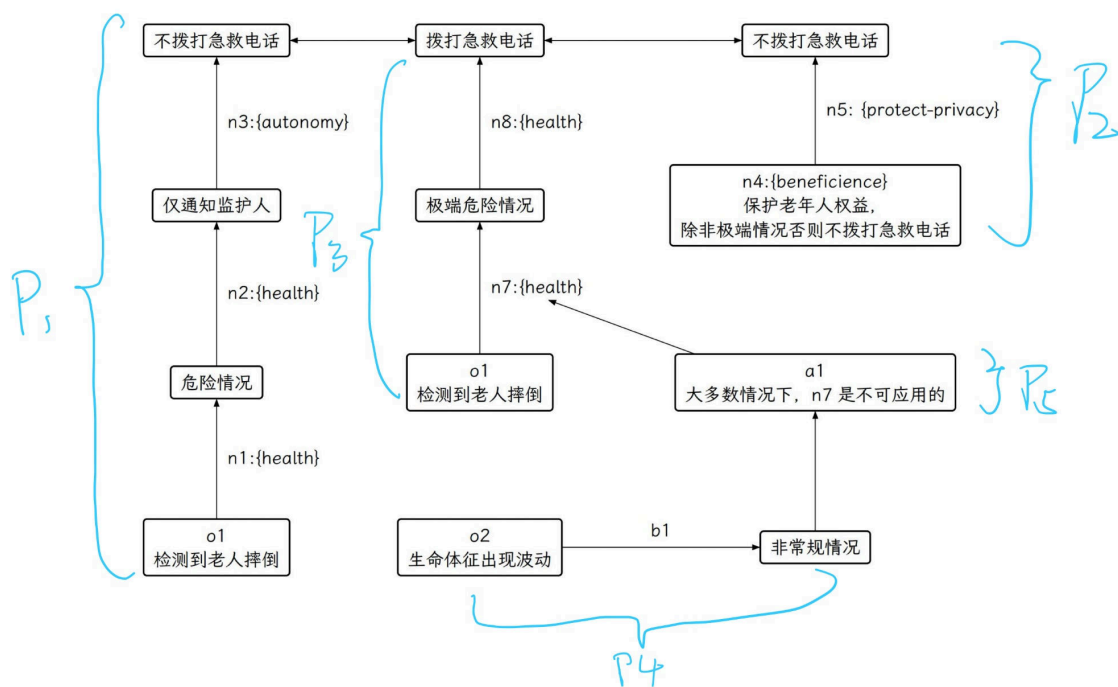 不拨打急救电话
拨打急救电话
不拨打急救电话
n3:{autonomy}
n8:{health}
n5: {protect-privacy}
P2
仅通知监护人
极端危险情况
n4:{beneficience}
保护老年人权益,
除非极端情况否则不拨打急救电话
P3
P1
n2:{health}
n7:{health}
危险情况
o1
检测到老人摔倒
a1
大多数情况下, n7 是不可应用的
P5
n1:{health}
o1
检测到老人摔倒
o2
生命体征出现波动
b1
非常规情况
P4